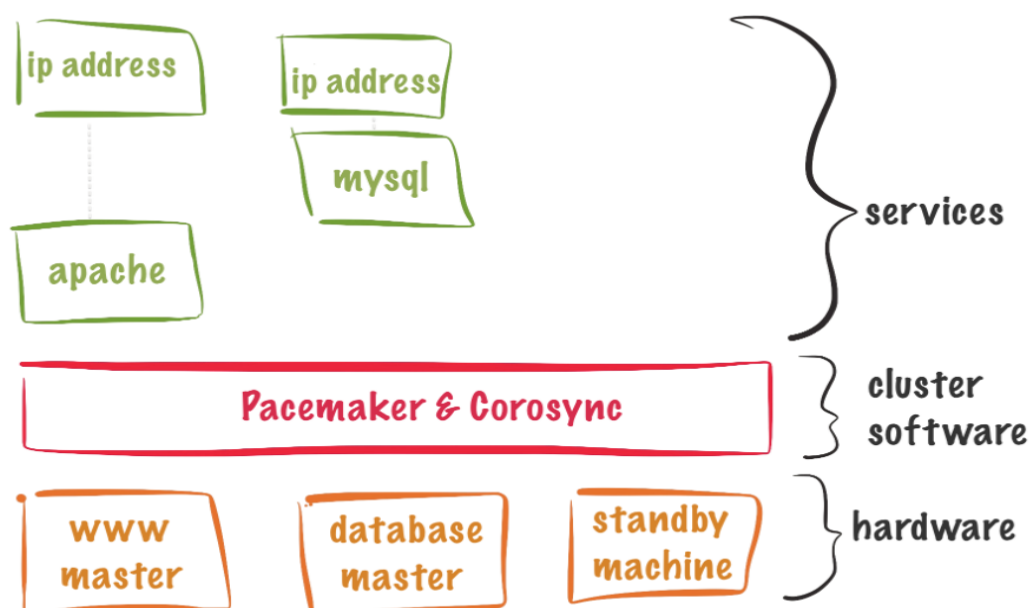 ip address
ip address
mysql
services
apache
Pacemaker & Corosync
cluster
software
www
master
database
master
standby
machine
hardware